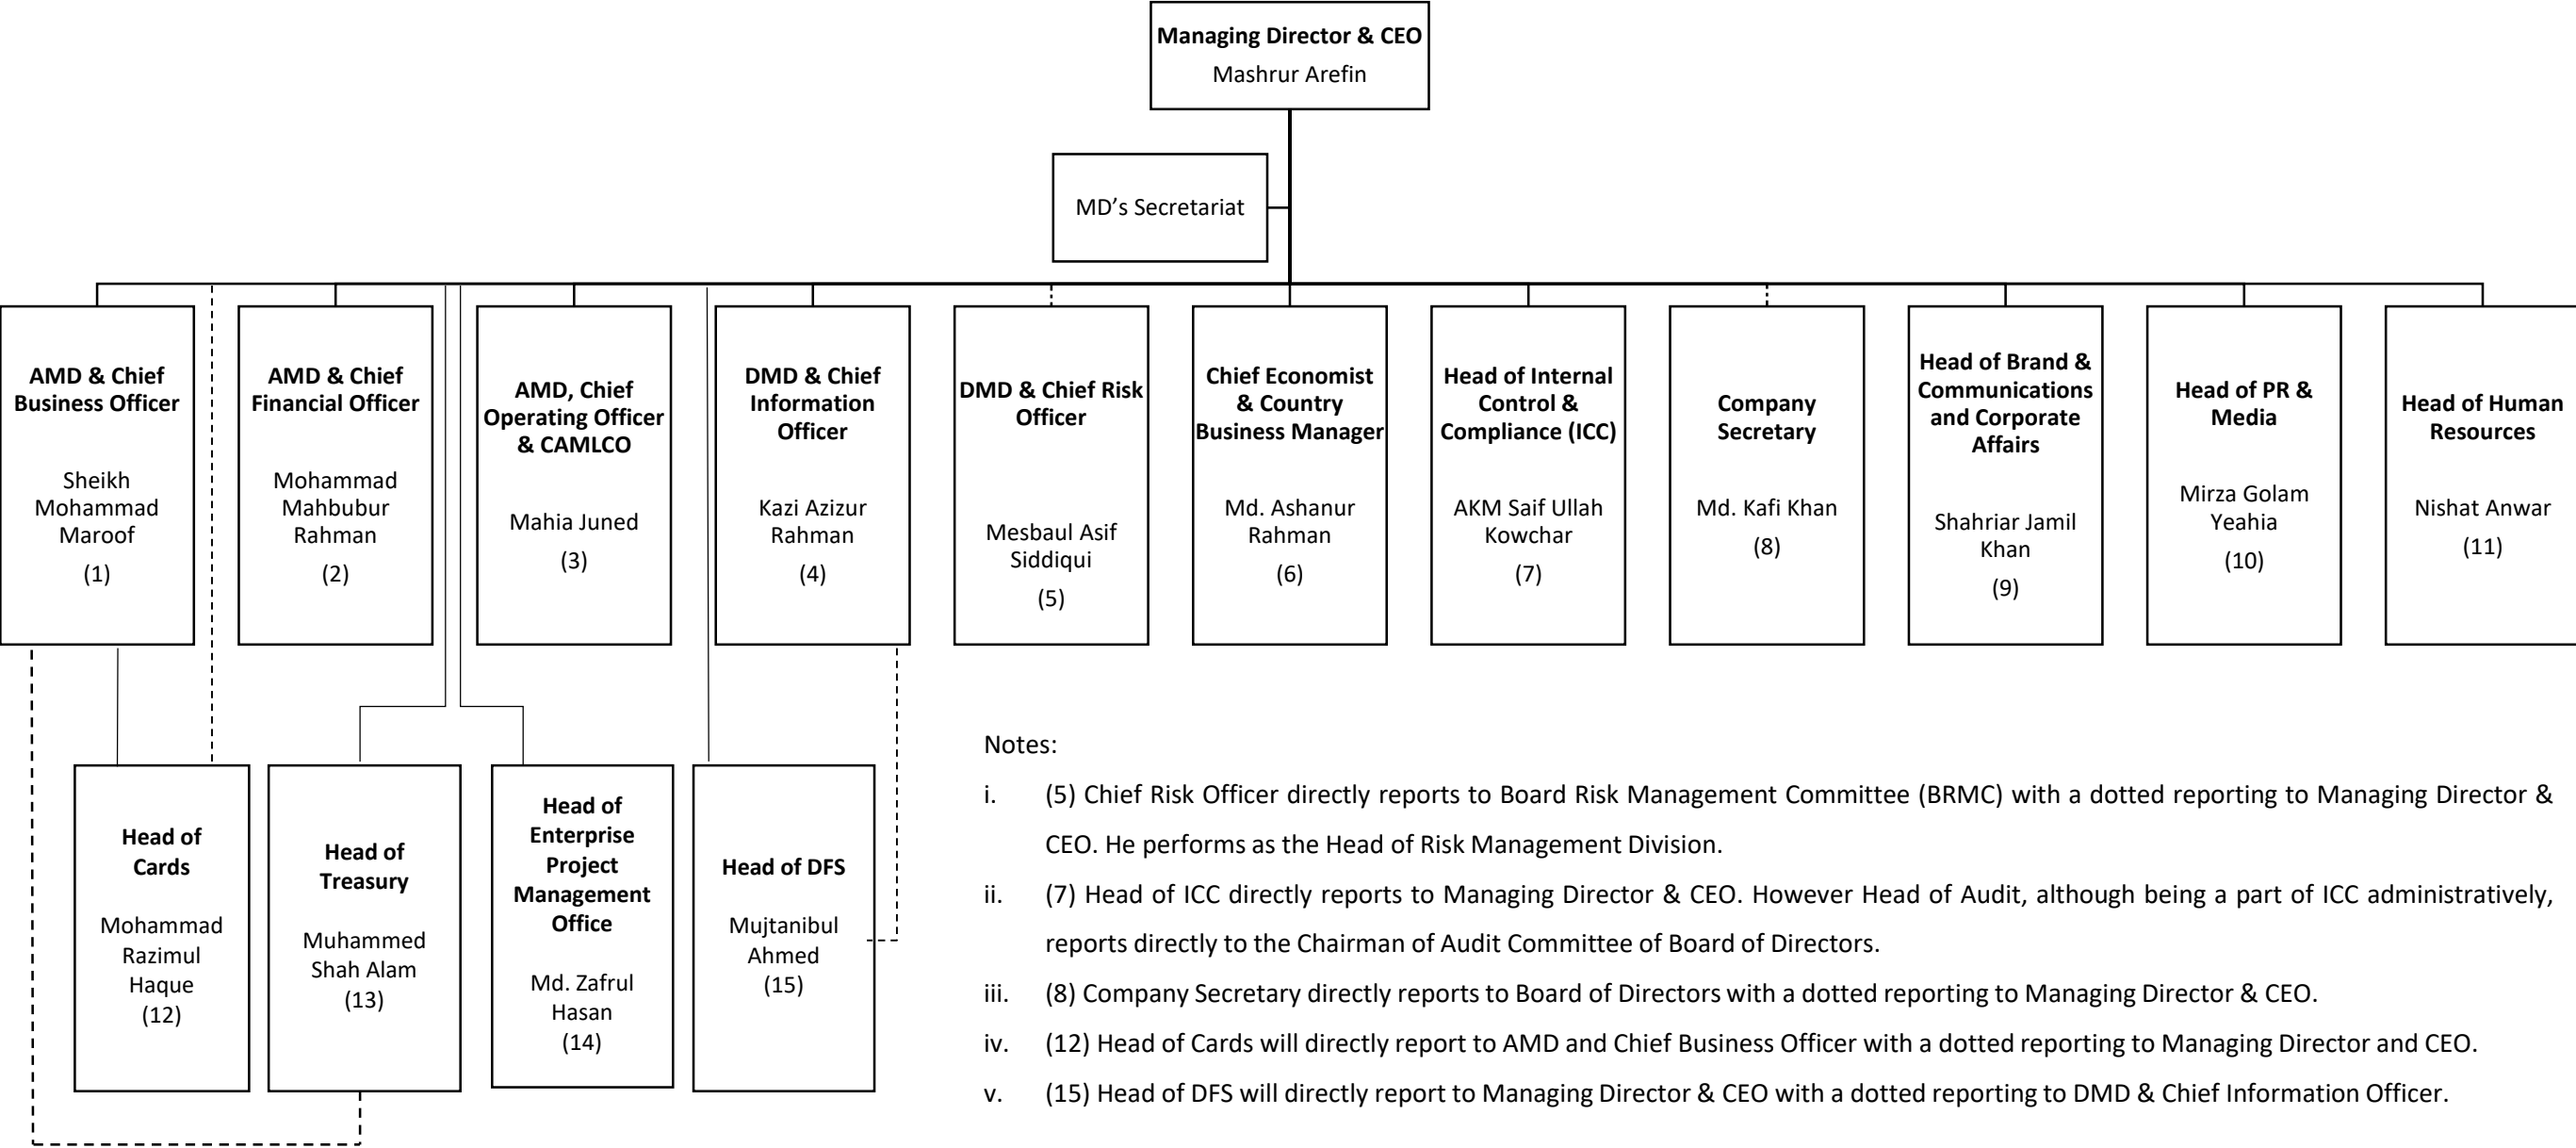 Managing Director & CEO
Mashrur Arefin
MD’s Secretariat
AMD & Chief
Business Officer
Sheikh
Mohammad
Maroof
(1)
AMD & Chief
Financial Officer
Mohammad
Mahbubur
Rahman
(2)
AMD, Chief
Operating Officer
& CAMLCO
Mahia Juned
(3)
DMD & Chief
Information
Officer
Kazi Azizur
Rahman
(4)
DMD & Chief Risk
Officer
Mesbaul Asif
Siddiqui
(5)
Chief Economist
& Country
Business Manager
Md. Ashanur
Rahman
(6)
Head of Internal
Control &
Compliance (ICC)
AKM Saif Ullah
Kowchar
(7)
Company
Secretary
Md. Kafi Khan
(8)
Head of Brand &
Communications
and Corporate
Affairs
Shahriar Jamil
Khan
(9)
Head of PR &
Media
Mirza Golam
Yeahia
(10)
Head of Human
Resources
Nishat Anwar
(11)
Head of
Cards
Mohammad
Razimul
Haque
(12)
Head of
Treasury
Muhammed
Shah Alam
(13)
Head of
Enterprise
Project
Management
Office
Md. Zafrul
Hasan
(14)
Head of DFS
Mujtanibul
Ahmed
(15)
Notes:
i. (5) Chief Risk Officer directly reports to Board Risk Management Committee (BRMC) with a dotted reporting to Managing Director &
CEO. He performs as the Head of Risk Management Division.
ii. (7) Head of ICC directly reports to Managing Director & CEO. However Head of Audit, although being a part of ICC administratively,
reports directly to the Chairman of Audit Committee of Board of Directors.
iii. (8) Company Secretary directly reports to Board of Directors with a dotted reporting to Managing Director & CEO.
iv. (12) Head of Cards will directly report to AMD and Chief Business Officer with a dotted reporting to Managing Director and CEO.
v. (15) Head of DFS will directly report to Managing Director & CEO with a dotted reporting to DMD & Chief Information Officer.